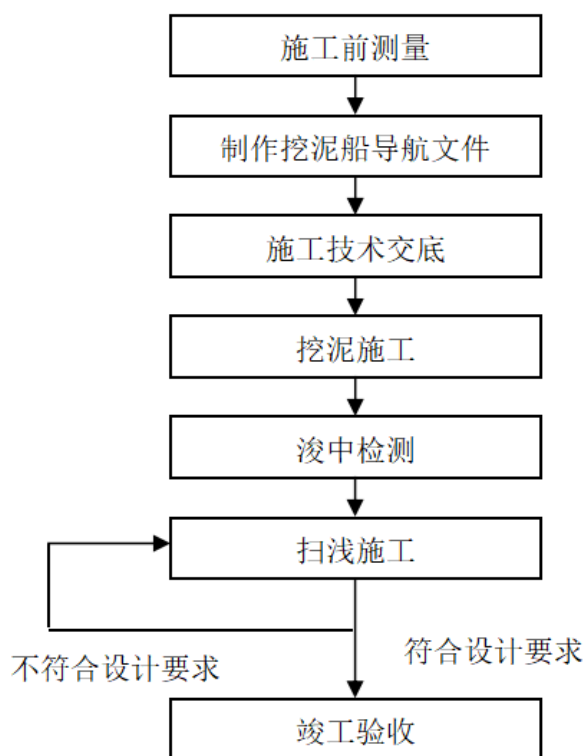 施工前测量
制作挖泥船导航文件
施工技术交底
挖泥施工
浚中检测
扫浅施工
符合设计要求
不符合设计要求
竣工验收